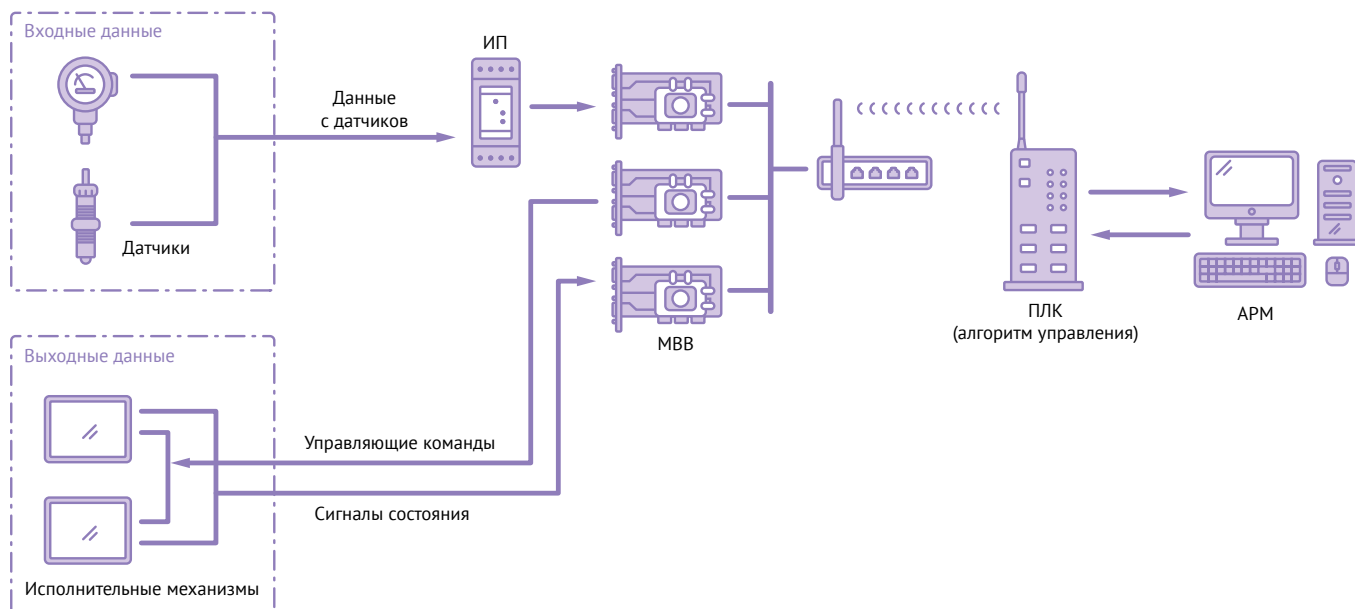 Входные данные
Датчики
Данные
с датчиков
ИП
МВВ
ПЛК
(алгоритм управления)
АРМ
Выходные данные
Управляющие команды
Сигналы состояния
Исполнительные механизмы